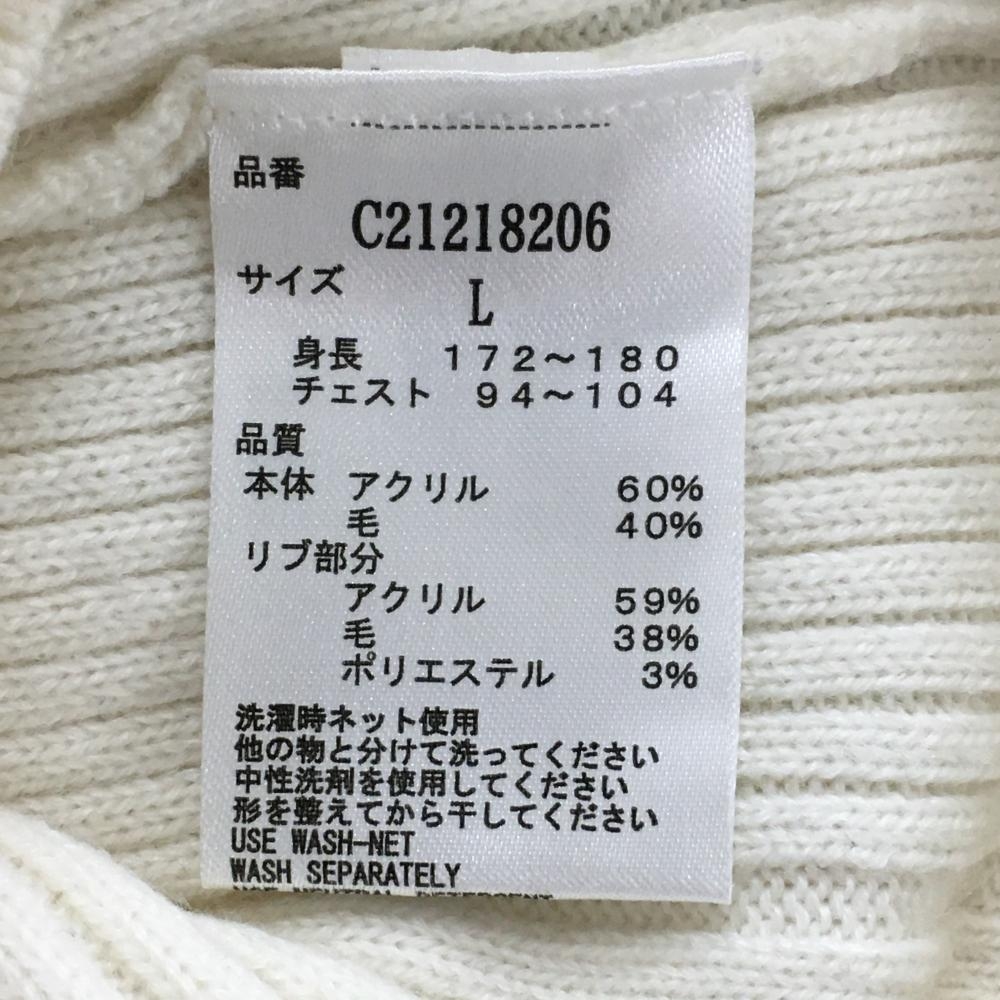 品番
C21218206
サイズ
L
身長 172～180
チェスト 94～104
品質
本体 アクリル 60%
毛 40%
リブ部分
アクリル 59%
毛 38%
ポリエステル 3%
洗濯時ネット使用
他の物と分けて洗ってください
中性洗剤を使用してください
形を整えてから干してください
USE WASH-NET
WASH SEPARATELY